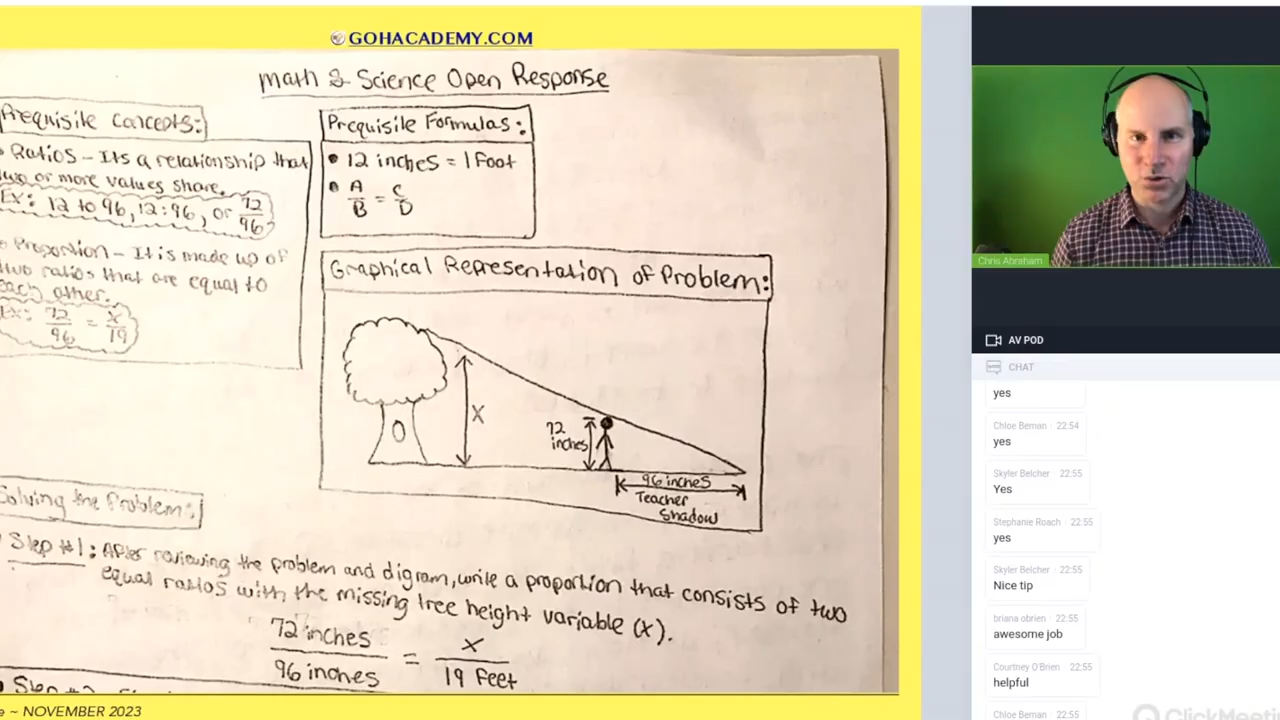 GOHACADEMY.COM
Math & Science Open Response
Prequisile Concepts:
• Ratios - Its a relationship that
two or more values share.
EX: 12 to 96, 12:96, or 72/96
• Proportion - It is made up of
two ratios that are equal to
each other.
EX: 72/96 = X/19
Prequisile Formulas:
• 12 inches = 1 Foot
• A/B = C/D
Graphical Representation of Problem:
X
72
inches
96 inches
Teacher
Shadow
Solving the Problem:
Step #1: After reviewing the problem and digram, write a proportion that consists of two
equal ratios with the missing tree height variable (x).
72 inches / 96 inches = X / 19 Feet
~ NOVEMBER 2023
Chris Abraham
AV POD
CHAT
yes
Chloe Beman 22:54
yes
Skyler Belcher 22:55
Yes
Stephanie Roach 22:55
yes
Skyler Belcher 22:55
Nice tip
briana obrien 22:55
awesome job
Courtney O'Brien 22:55
helpful
Chloe Beman 22:55
ClickMeeting